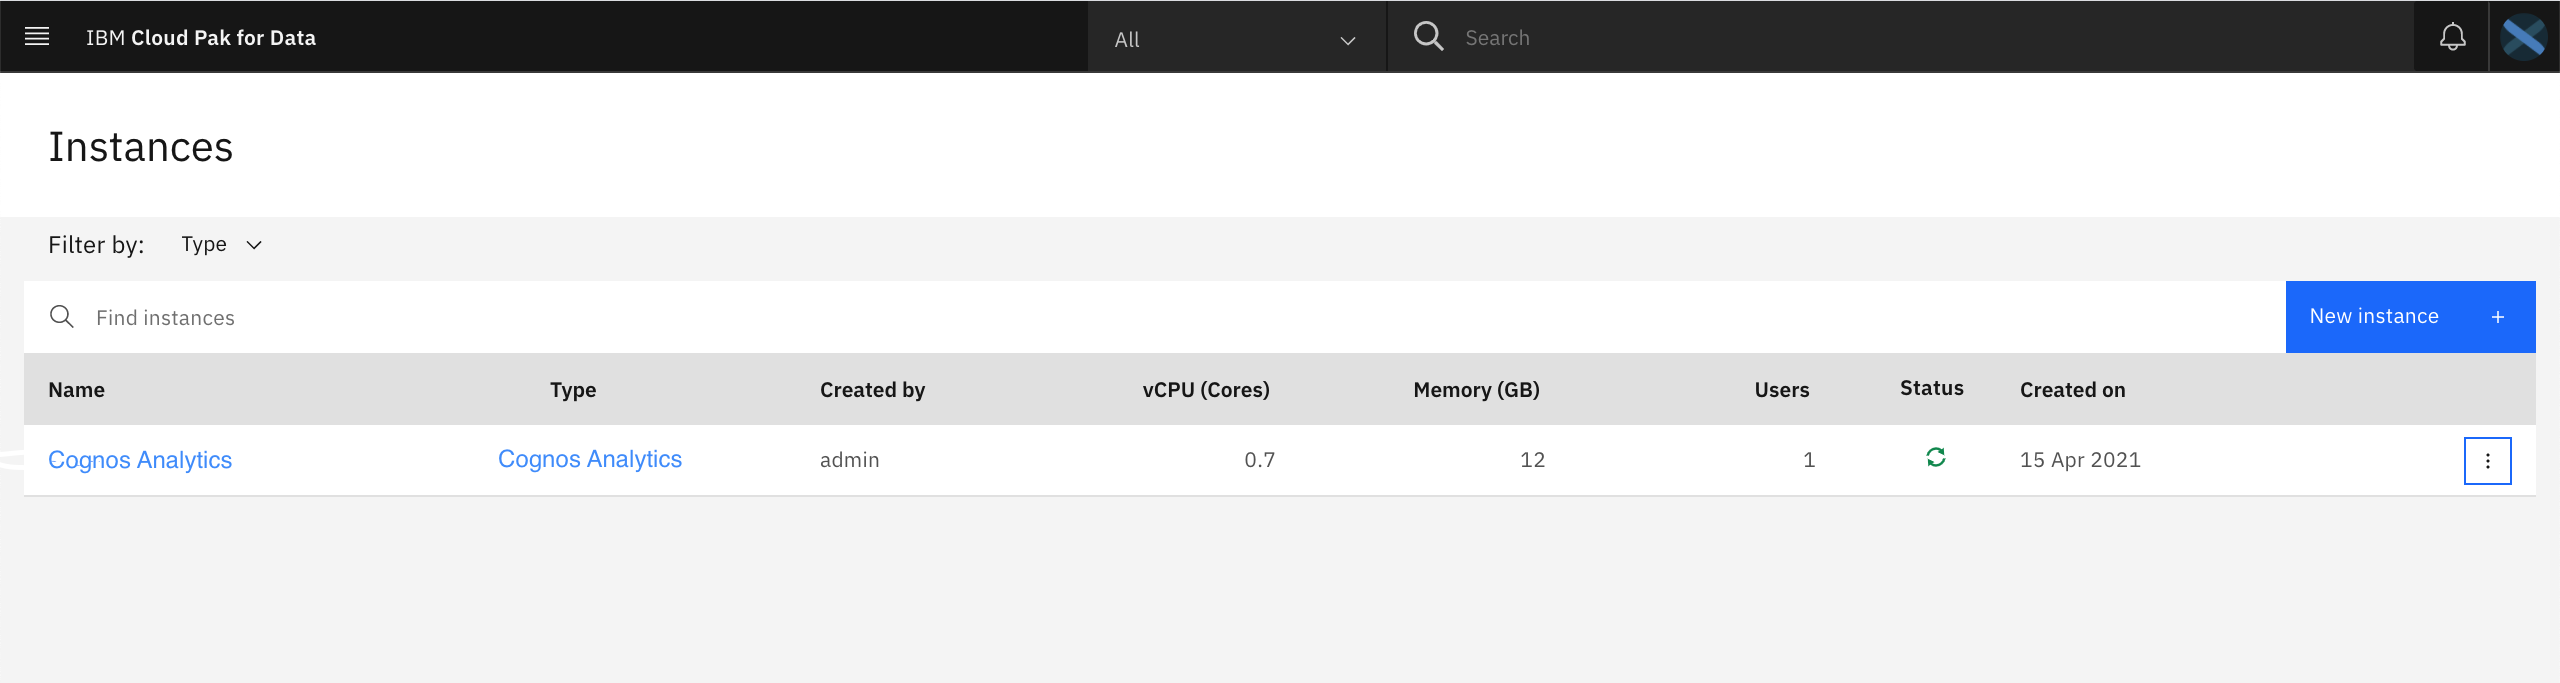 IBM Cloud Pak for Data
All
Search
Instances
Filter by: Type
Find instances
New instance +
Name Type Created by vCPU (Cores) Memory (GB) Users Status Created on
Cognos Analytics Cognos Analytics admin 0.7 12 1 15 Apr 2021